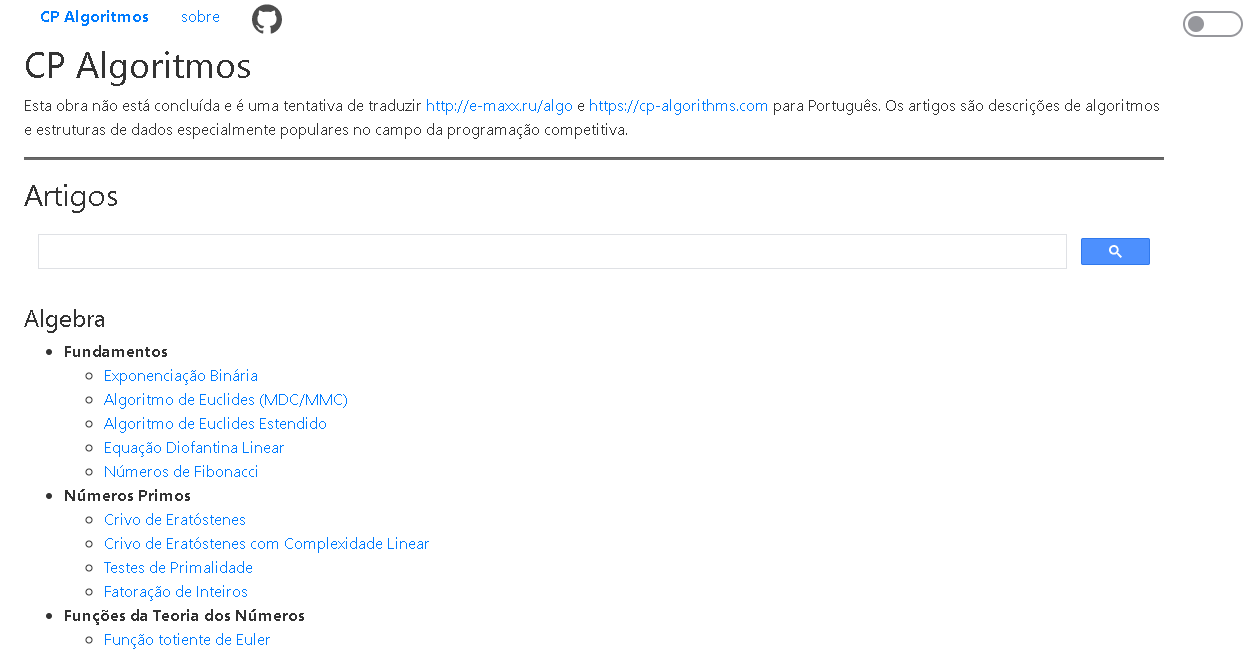 CP Algoritmos sobre
CP Algoritmos
Esta obra não está concluída e é uma tentativa de traduzir http://e-maxx.ru/algo e https://cp-algorithms.com para Português. Os artigos são descrições de algoritmos
e estruturas de dados especialmente populares no campo da programação competitiva.
Artigos
Algebra
Fundamentos
Exponenciação Binária
Algoritmo de Euclides (MDC/MMC)
Algoritmo de Euclides Estendido
Equação Diofantina Linear
Números de Fibonacci
Números Primos
Crivo de Eratóstenes
Crivo de Eratóstenes com Complexidade Linear
Testes de Primalidade
Fatoração de Inteiros
Funções da Teoria dos Números
Função totiente de Euler